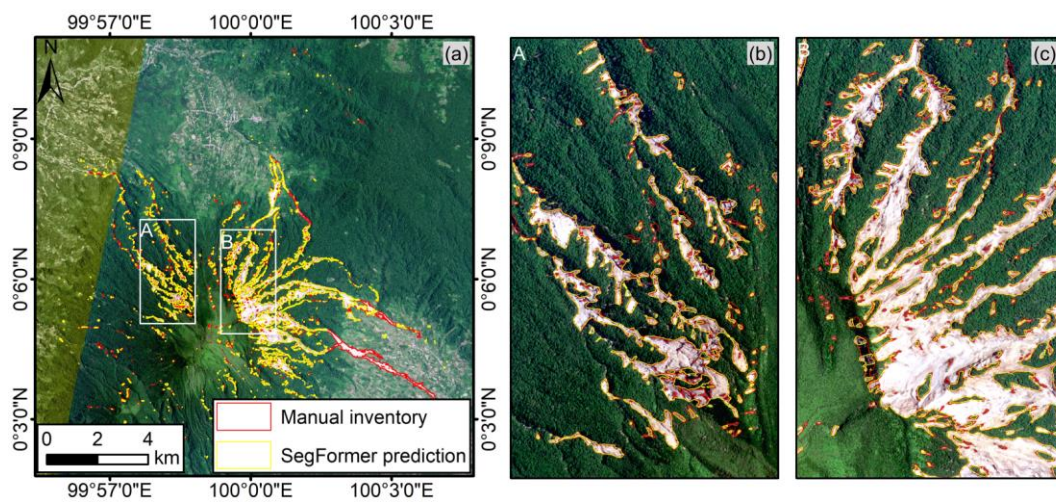 99°57'0"E 100°0'0"E 100°3'0"E
N
(a)
A
(b)
B
(c)
0°9'0"N
0°9'0"N
A
B
0°6'0"N
0°6'0"N
0°3'0"N
0°3'0"N
Manual inventory
SegFormer prediction
0 2 4
km
99°57'0"E 100°0'0"E 100°3'0"E